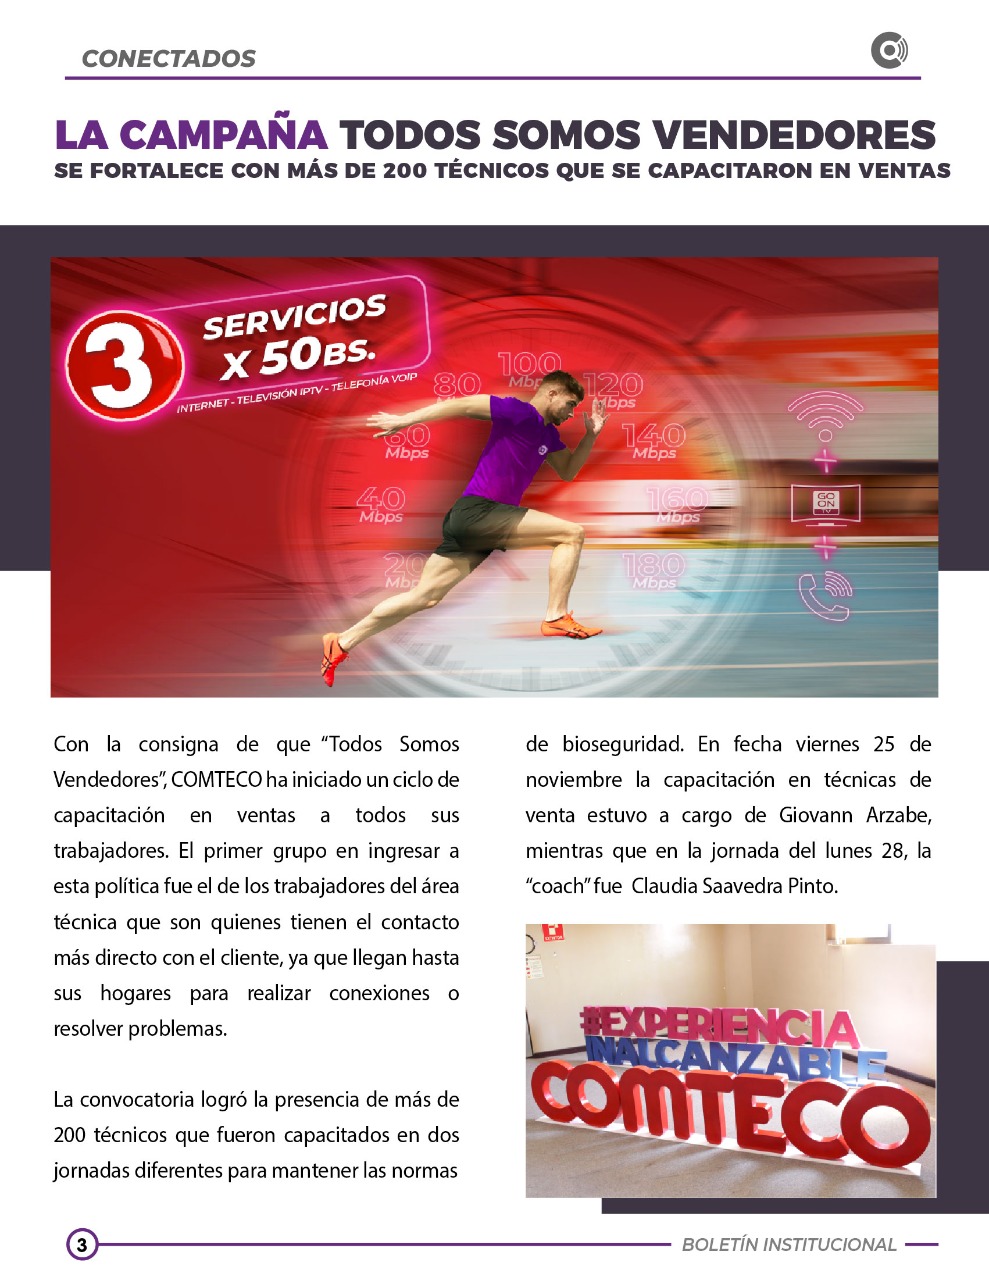 CONECTADOS
LA CAMPAÑA TODOS SOMOS VENDEDORES
SE FORTALECE CON MÁS DE 200 TÉCNICOS QUE SE CAPACITARON EN VENTAS
3
SERVICIOS
X 50BS.
INTERNET - TELEVISIÓN IPTV - TELEFONÍA VOIP
100
Mbp
80
120
bps
60
Mbps
140
Mbps
40
Mbps
160
Mbps
20
Mb
180
Mbps
GO
ON
TV
Con la consigna de que “Todos Somos
Vendedores”, COMTECO ha iniciado un ciclo de
capacitación en ventas a todos sus
trabajadores. El primer grupo en ingresar a
esta política fue el de los trabajadores del área
técnica que son quienes tienen el contacto
más directo con el cliente, ya que llegan hasta
sus hogares para realizar conexiones o
resolver problemas.
La convocatoria logró la presencia de más de
200 técnicos que fueron capacitados en dos
jornadas diferentes para mantener las normas
de bioseguridad. En fecha viernes 25 de
noviembre la capacitación en técnicas de
venta estuvo a cargo de Giovann Arzabe,
mientras que en la jornada del lunes 28, la
“coach” fue Claudia Saavedra Pinto.
#EXPERIENCIA
INALCANZABLE
COMTECO
3
BOLETÍN INSTITUCIONAL